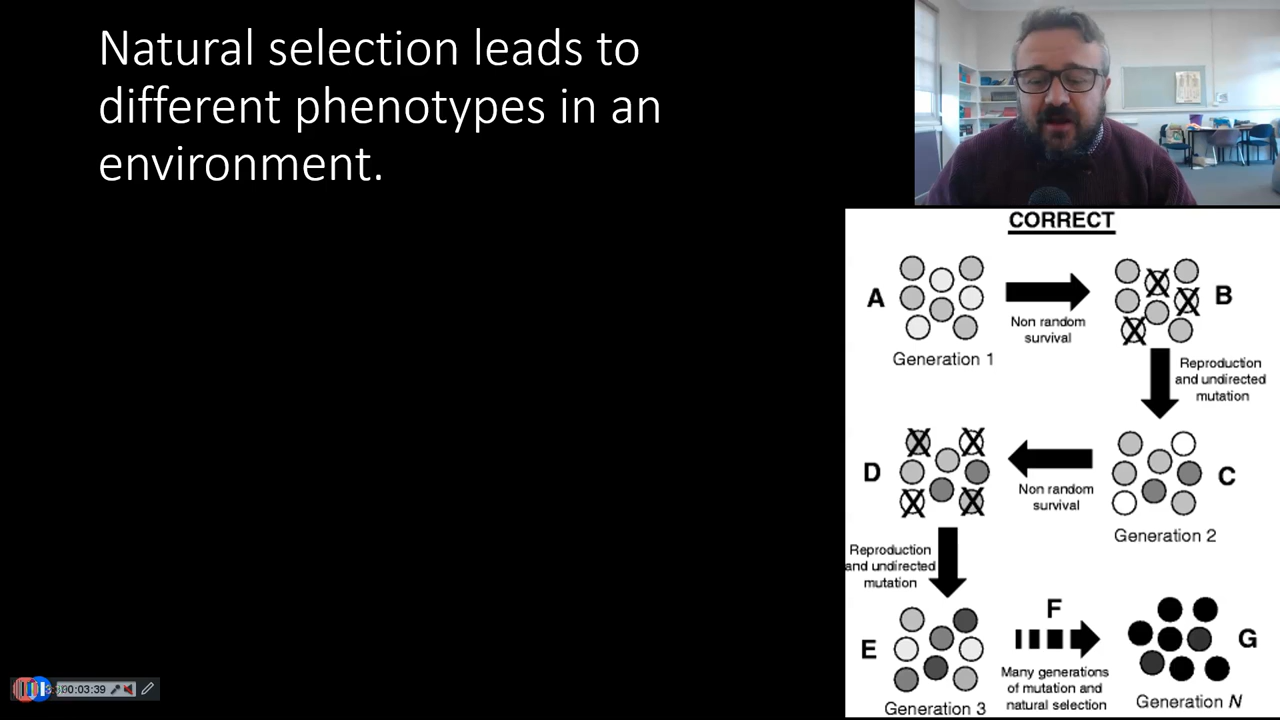 Natural selection leads to
different phenotypes in an
environment.
CORRECT
A
Non random
survival
B
Generation 1
Reproduction
and undirected
mutation
D
Non random
survival
C
Generation 2
Reproduction
and undirected
mutation
E
F
G
Many generations
of mutation and
natural selection
Generation 3
Generation N
00:03:39